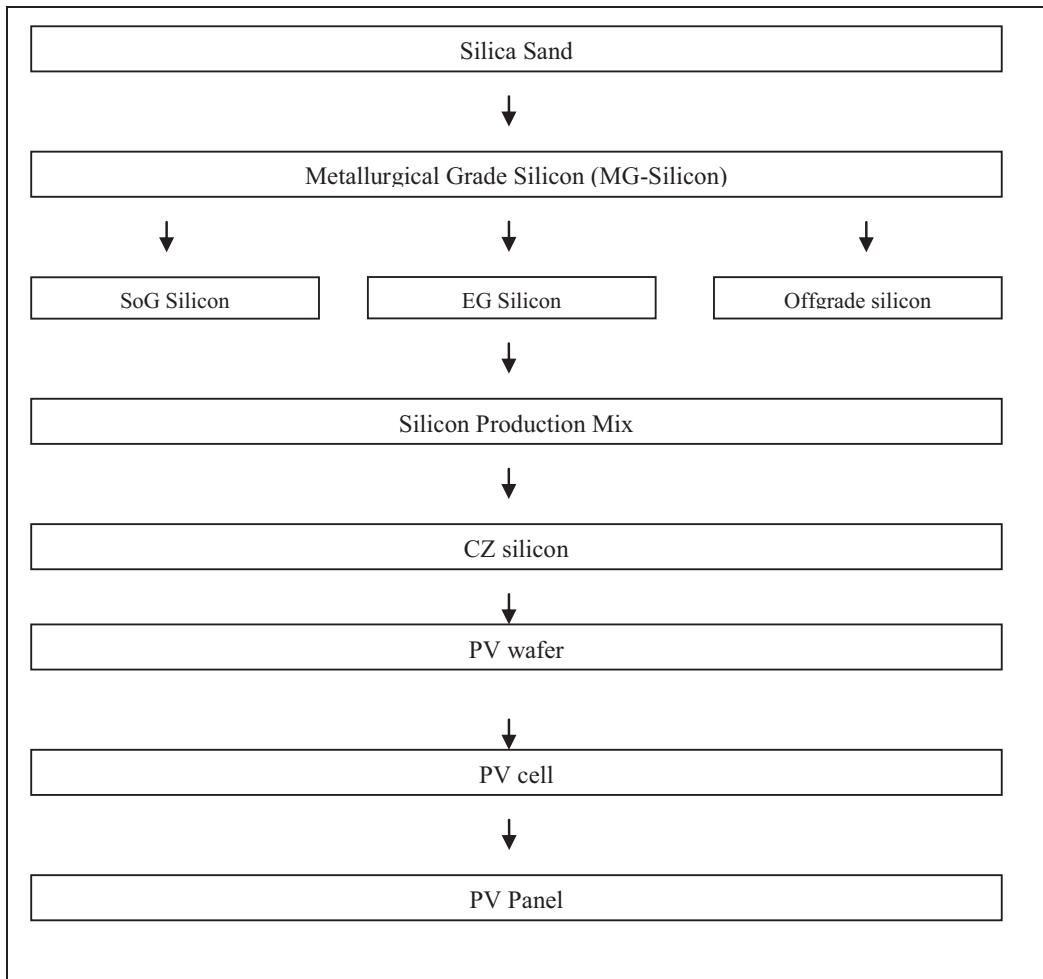 Silica Sand
Metallurgical Grade Silicon (MG-Silicon)
SoG Silicon
EG Silicon
Offgrade silicon
Silicon Production Mix
CZ silicon
PV wafer
PV cell
PV Panel